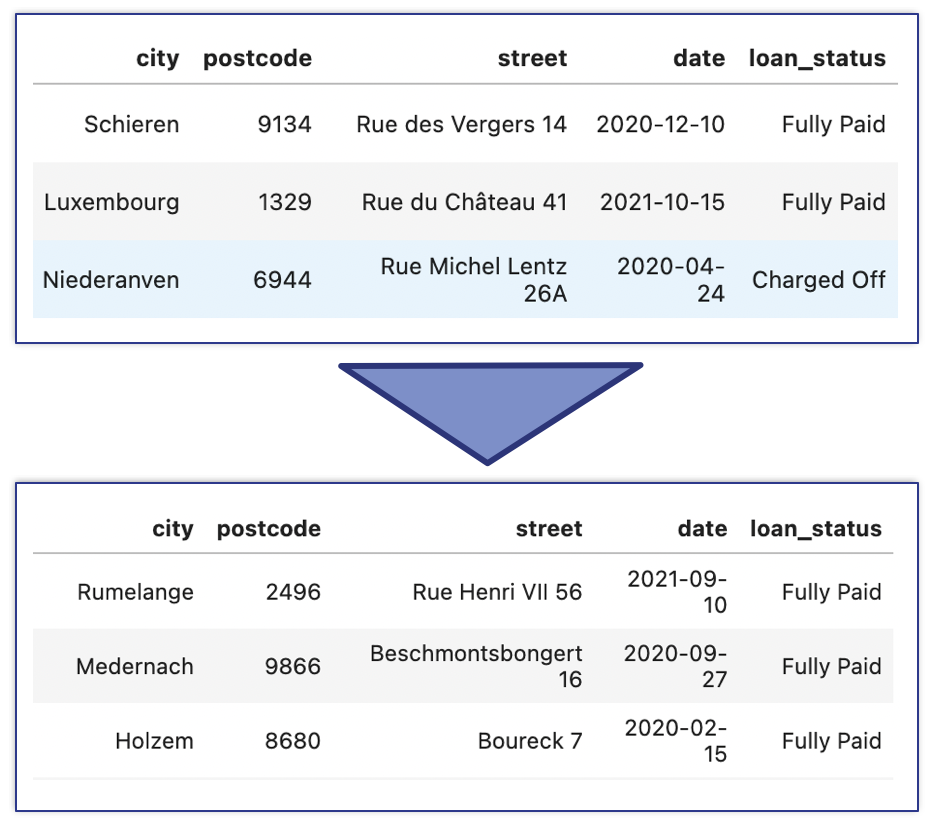 city postcode street date loan_status
Schieren 9134 Rue des Vergers 14 2020-12-10 Fully Paid
Luxembourg 1329 Rue du Château 41 2021-10-15 Fully Paid
Niederanven 6944 Rue Michel Lentz 2020-04- Charged Off
26A 24
city postcode street date loan_status
Rumelange 2496 Rue Henri VII 56 2021-09- Fully Paid
10
Medernach 9866 Beschmontsbongert 2020-09- Fully Paid
16 27
Holzem 8680 Boureck 7 2020-02- Fully Paid
15